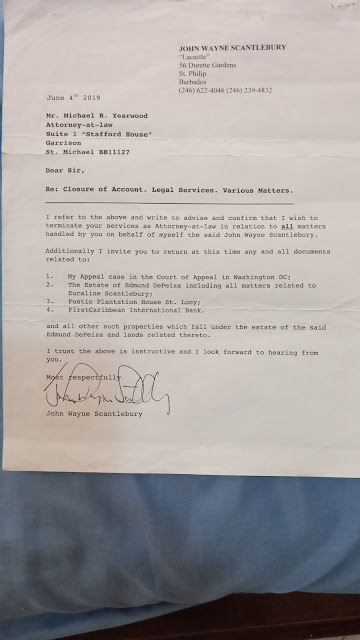 JOHN WAYNE SCANTLEBURY
"Lacastle"
56 Durette Gardens
St. Philip
Barbados
(246) 622-4046 (246) 239-4832
June 4th 2019
Mr. Michael R. Yearwood
Attorney-at-law
Suite 1 "Stafford House"
Garrison
St. Michael BB11127
Dear Sir,
Re: Closure of Account. Legal Services. Various Matters.
I refer to the above and write to advise and confirm that I wish to
terminate your services as Attorney-at-law in relation to all matters
handled by you on behalf of myself the said John Wayne Scantlebury.
Additionally I invite you to return at this time any and all documents
related to:
1. My Appeal case in the Court of Appeal in Washington DC;
2. The Estate of Edmund DePeiza including all matters related to
Euraline Scantlebury;
3. Fustic Plantation House St. Lucy;
4. FirstCaribbean International Bank.
and all other such properties which fall under the estate of the said
Edmund DePeiza and lands related thereto.
I trust the above is instructive and I look forward to hearing from
you.
Most respectfully
John Wayne Scantlebury